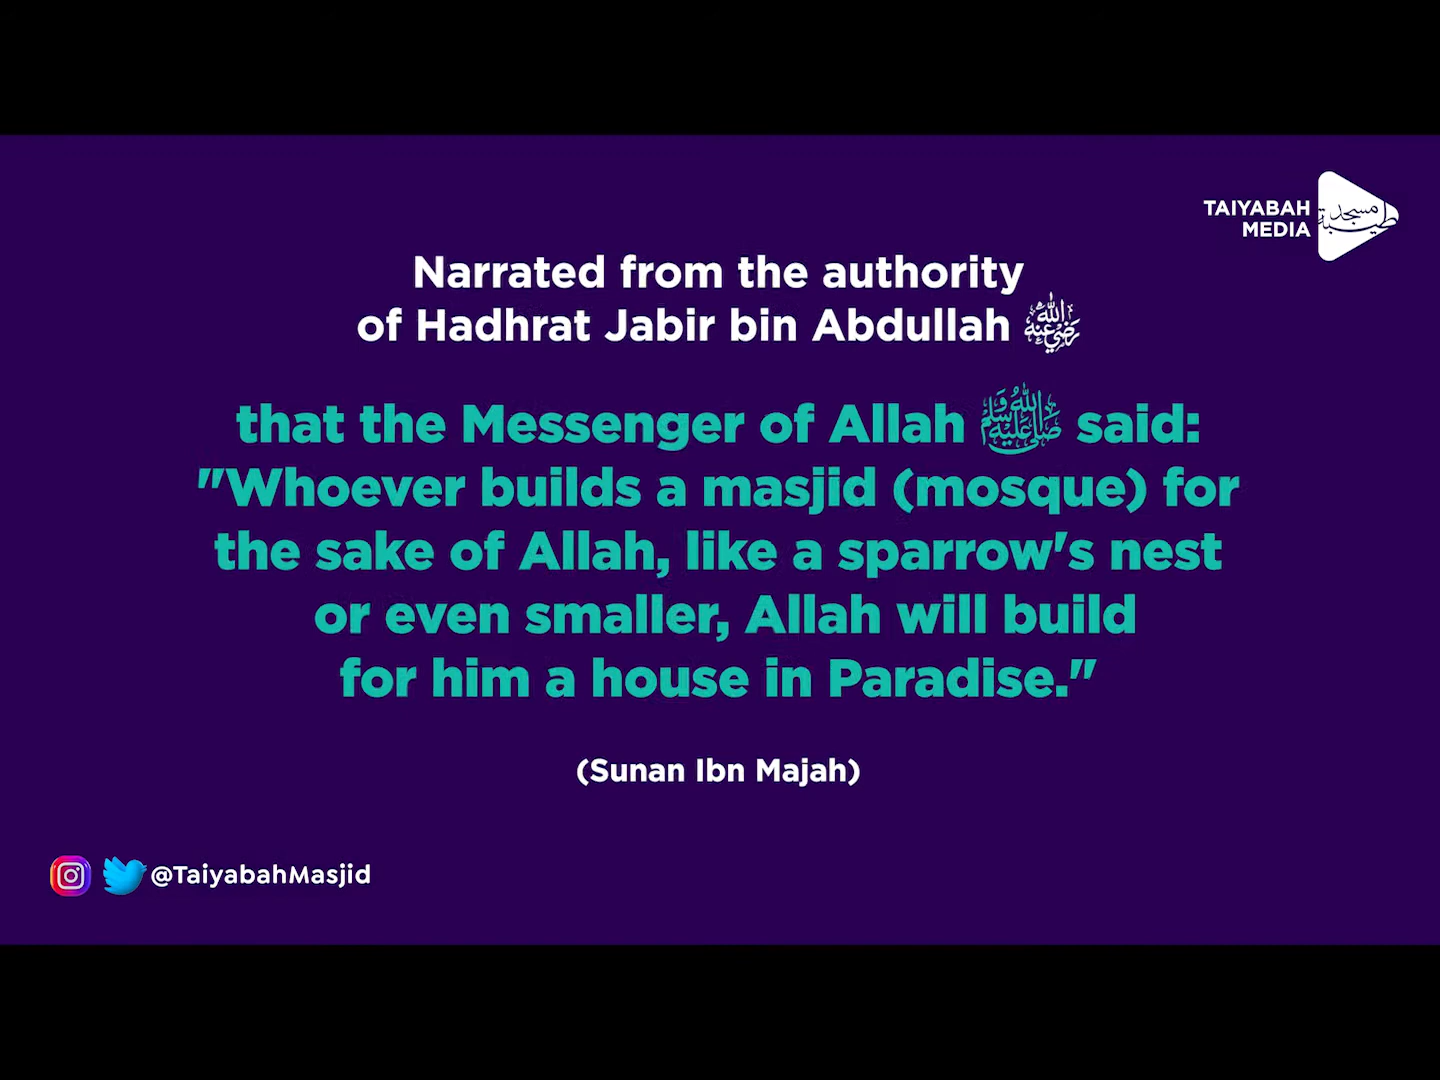 TAIYABAH
MEDIA
مسجد
طيبة
Narrated from the authority
of Hadhrat Jabir bin Abdullah رضي الله عنه
that the Messenger of Allah ﷺ said:
"Whoever builds a masjid (mosque) for
the sake of Allah, like a sparrow's nest
or even smaller, Allah will build
for him a house in Paradise."
(Sunan Ibn Majah)
@TaiyabahMasjid